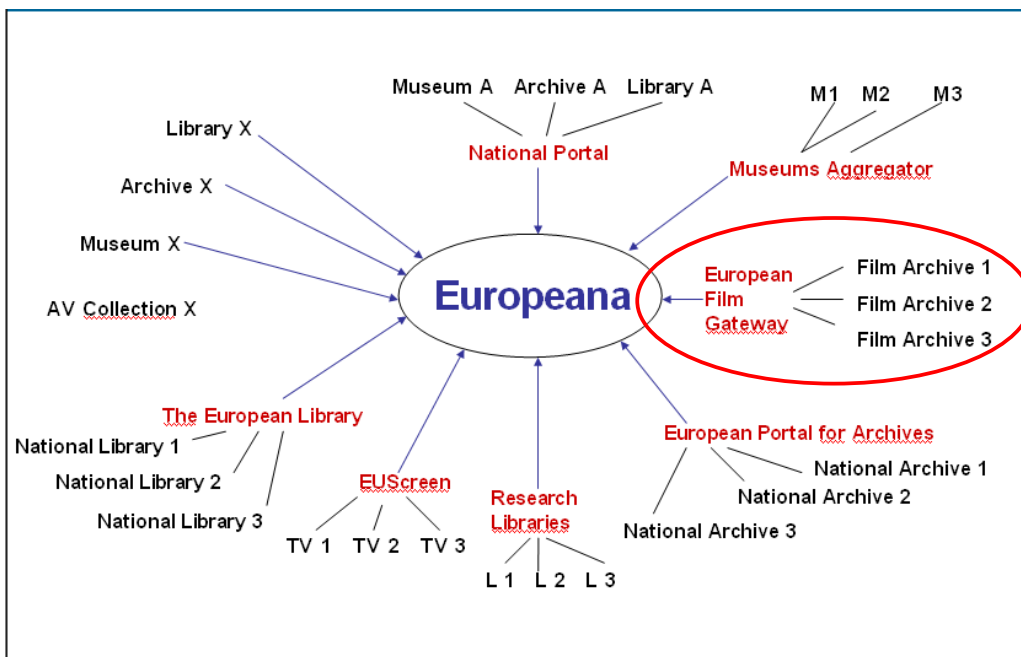 Museum A Archive A Library A
M1 M2 M3
Library X
National Portal
Museums Aggregator
Archive X
Museum X
AV Collection X
Europeana
European
Film
Gateway
Film Archive 1
Film Archive 2
Film Archive 3
The European Library
National Library 1
National Library 2
National Library 3
EUScreen
TV 1 TV 2 TV 3
Research
Libraries
L 1 L 2 L 3
European Portal for Archives
National Archive 1
National Archive 2
National Archive 3